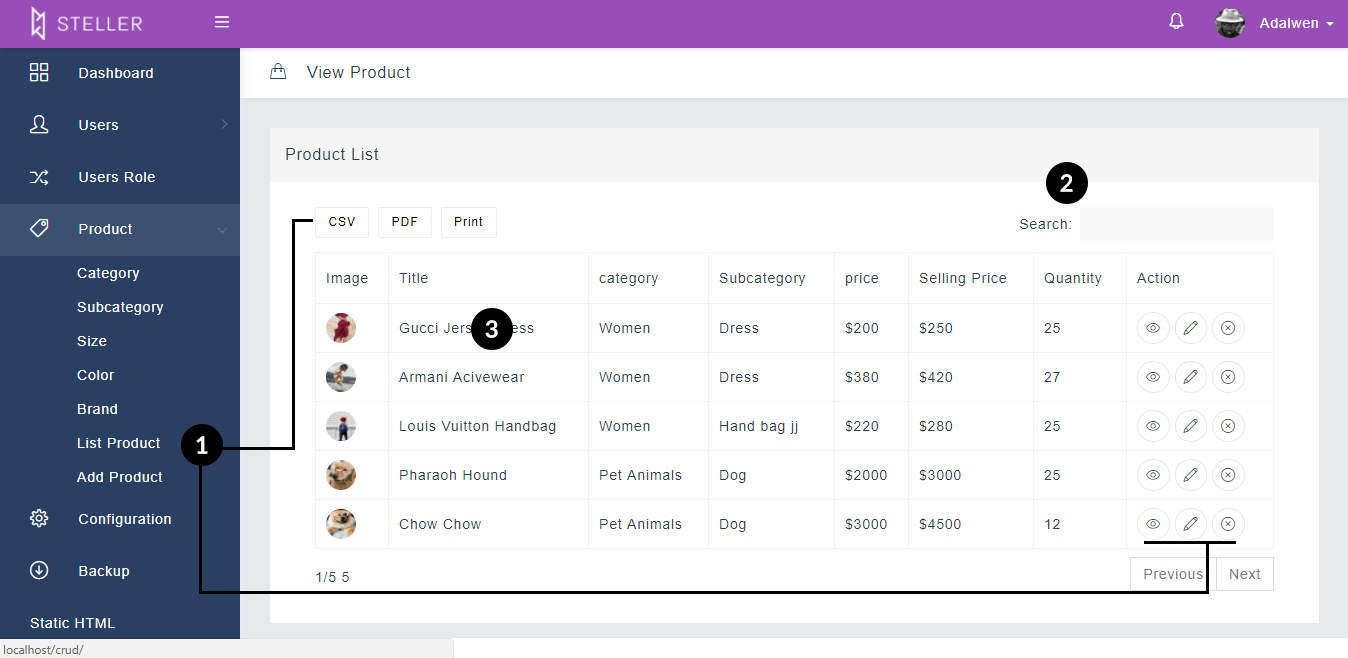 STELLER
Adalwen
Dashboard
View Product
Users
Product List
Users Role
2
CSV PDF Print
Search:
Product
Category
Image Title category Subcategory price Selling Price Quantity Action
Subcategory
Gucci Jers 3 ess Women Dress $200 $250 25
Size
Color
Armani Acivewear Women Dress $380 $420 27
Brand
Louis Vuitton Handbag Women Hand bag jj $220 $280 25
List Product 1
Add Product
Pharaoh Hound Pet Animals Dog $2000 $3000 25
Configuration
Chow Chow Pet Animals Dog $3000 $4500 12
Backup
1/5 5
Previous Next
Static HTML
localhost/crud/